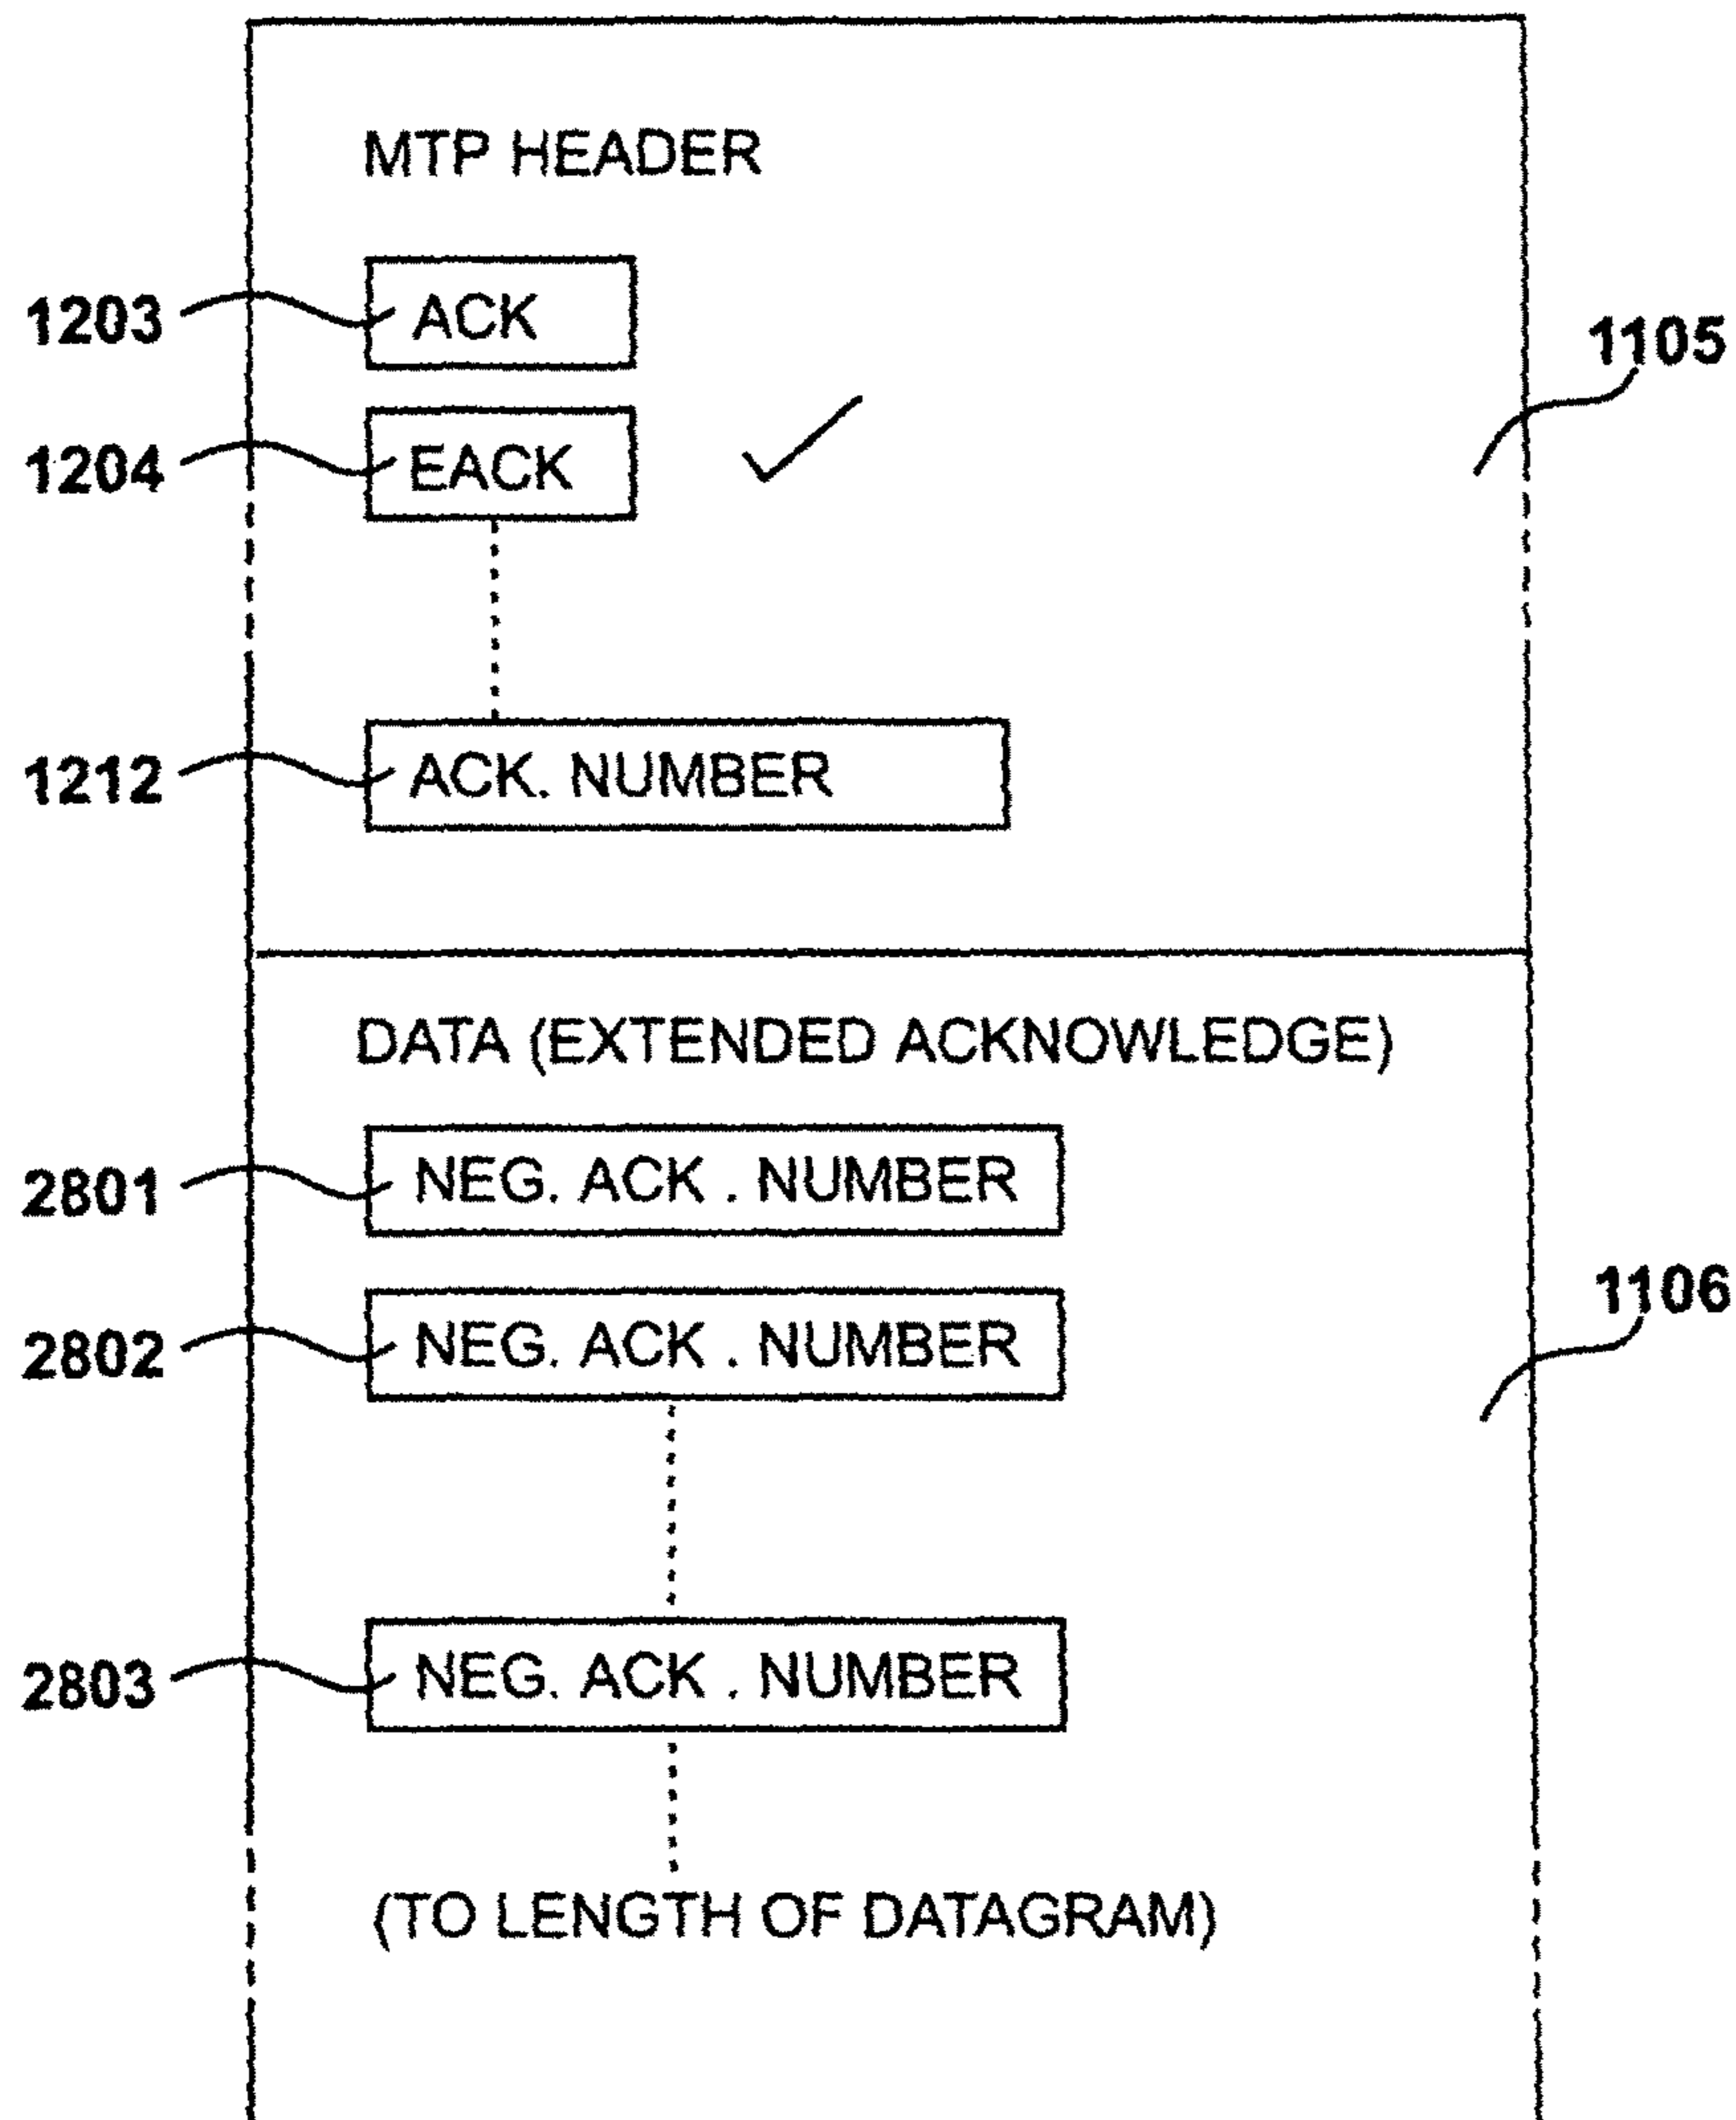 MTP HEADER
1203 ACK
1105
1204 EACK
1212 ACK. NUMBER
DATA (EXTENDED ACKNOWLEDGE)
2801 NEG. ACK . NUMBER
1106
2802 NEG. ACK . NUMBER
2803 NEG. ACK . NUMBER
(TO LENGTH OF DATAGRAM)